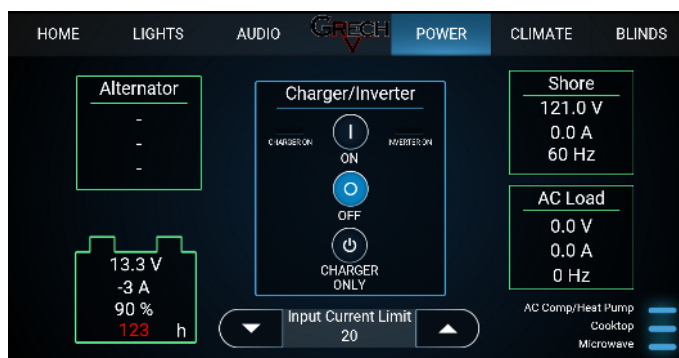 HOME LIGHTS AUDIO GRECH POWER CLIMATE BLINDS
Alternator
-
-
-
Charger/Inverter
CHARGER ON
INVERTER ON
ON
OFF
CHARGER
ONLY
Shore
121.0 V
0.0 A
60 Hz
AC Load
0.0 V
0.0 A
0 Hz
13.3 V
-3 A
90 %
123 h
Input Current Limit
20
AC Comp/Heat Pump
Cooktop
Microwave